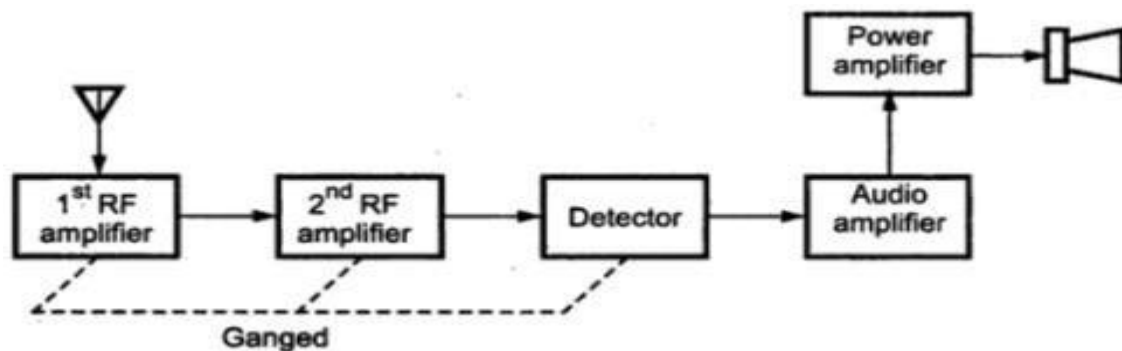 Power
amplifier
1st RF
amplifier
2nd RF
amplifier
Detector
Audio
amplifier
Ganged